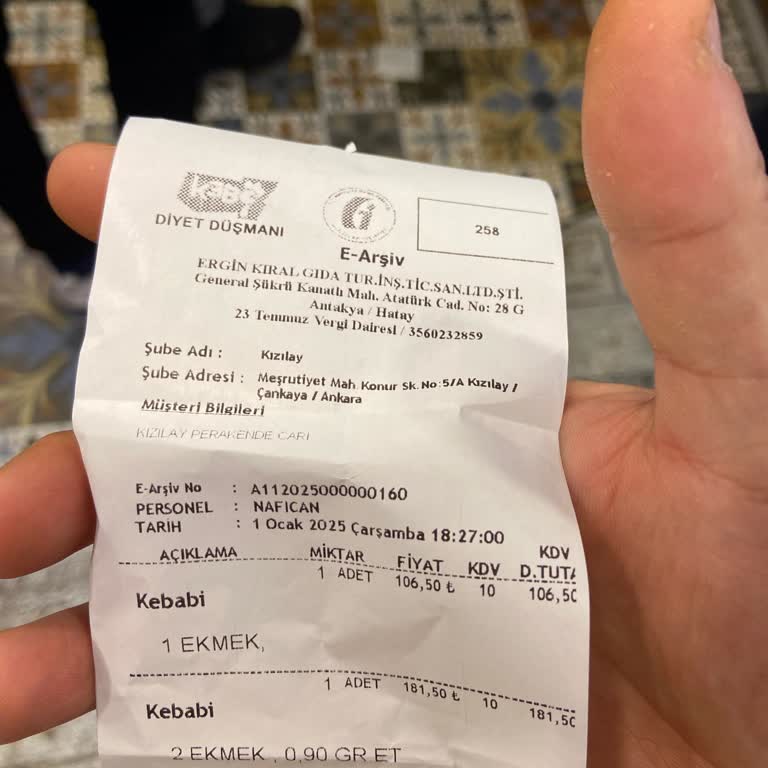 DİYET DÜŞMANI
E-Arşiv
258
ERGİN KIRAL GIDA TUR.İNŞ.TİC.SAN.LTD.ŞTİ.
General Şükrü Kanatlı Mah. Atatürk Cad. No: 28 G
Antakya / Hatay
23 Temmuz Vergi Dairesi / 3560232859
Şube Adı : Kızılay
Şube Adresi : Meşrutiyet Mah. Konur Sk. No:5/A Kızılay /
Çankaya / Ankara
Müşteri Bilgileri
KIZILAY PERAKENDE CARI
E-Arşiv No : A112025000000160
PERSONEL : NAFICAN
TARİH : 1 Ocak 2025 Çarşamba 18:27:00
AÇIKLAMA MİKTAR FİYAT KDV KDV D.TUTA
1 ADET 106,50 ₺ 10 106,50
Kebabi
1 EKMEK,
1 ADET 181,50 ₺ 10 181,50
Kebabi
2 EKMEK , 0,90 GR ET